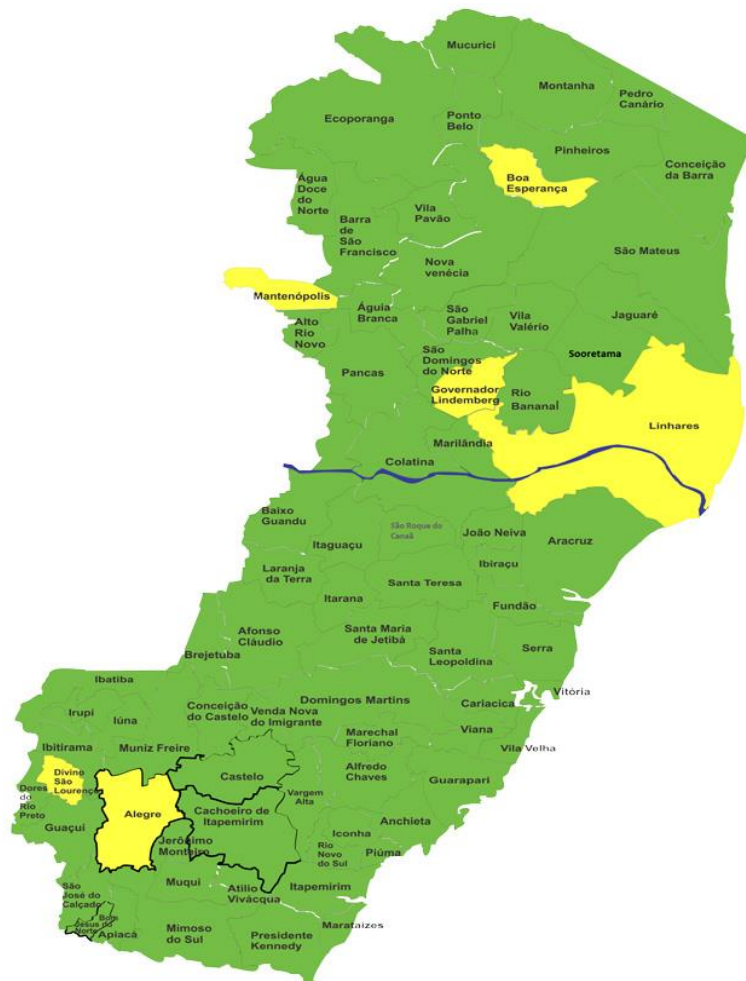 Mucurici
Montanha
Pedro
Canário
Ecoporanga
Ponto
Belo
Pinheiros
Conceição
da Barra
Boa
Esperança
Água
Doce
do
Norte
Vila
Pavão
Barra
de
São
Francisco
São Mateus
Nova
venécia
Mantenópolis
Águia
Branca
São
Gabriel
Palha
Vila
Valério
Jaguaré
Alto
Rio
Novo
Sooretama
São
Domingos
do Norte
Pancas
Governador
Lindemberg
Rio
Bananal
Linhares
Marilândia
Colatina
Baixo
Guandu
São Roque do
Canaã
João Neiva
Aracruz
Itaguaçu
Ibiraçu
Laranja
da Terra
Santa Teresa
Itarana
Fundão
Afonso
Cláudio
Santa Maria
de Jetibá
Serra
Santa
Leopoldina
Brejetuba
Ibatiba
Vitória
Domingos Martins
Cariacica
Conceição
do Castelo
Venda Nova
do Imigrante
Irupi
Iúna
Viana
Marechal
Floriano
Vila Velha
Ibitirama
Muniz Freire
Alfredo
Chaves
Castelo
Guarapari
Divino
São
Lourenço
Dores
do
Rio
Preto
Vargem
Alta
Alegre
Cachoeiro de
Itapemirim
Anchieta
Guaçui
Iconha
Jerônimo
Monteiro
Rio
Novo
do Sul
Piúma
Muqui
Atilio
Vivácqua
Itapemirim
São
José do
Calçado
Bom
Jesus do
Norte
Apiacá
Mimoso
do Sul
Presidente
Kennedy
Marataízes